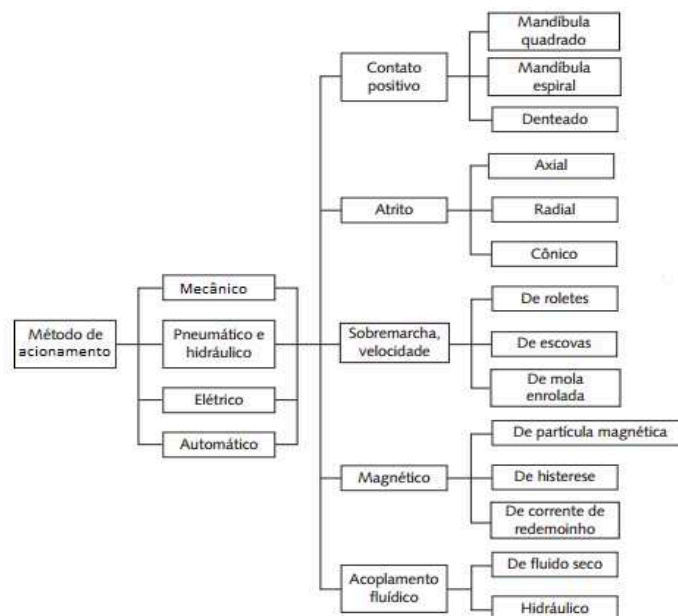 Método de
acionamento
Mecânico
Pneumático e
hidráulico
Elétrico
Automático
Contato
positivo
Mandíbula
quadrado
Mandíbula
espiral
Denteado
Atrito
Axial
Radial
Cônico
Sobremarcha,
velocidade
De roletes
De escovas
De mola
enrolada
Magnético
De partícula magnética
De histerese
De corrente de
redemoinho
Acoplamento
fluídico
De fluido seco
Hidráulico